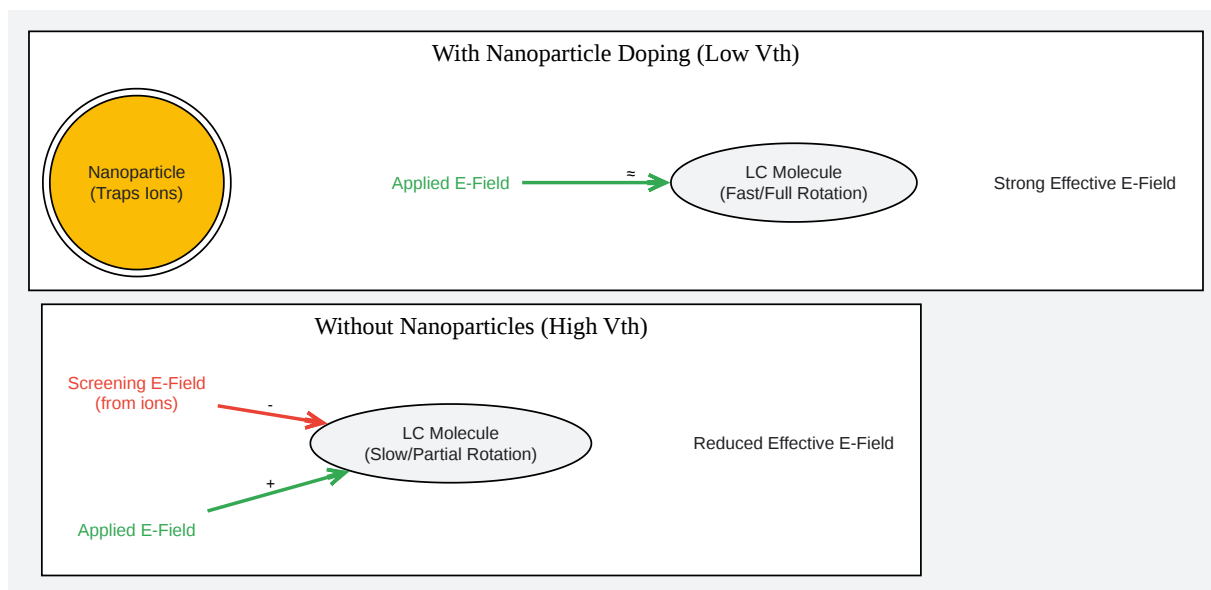 With Nanoparticle Doping (Low Vth)
Nanoparticle
(Traps Ions)
Applied E-Field
≈
LC Molecule
(Fast/Full Rotation)
Strong Effective E-Field
Without Nanoparticles (High Vth)
Screening E-Field
(from ions)
-
LC Molecule
(Slow/Partial Rotation)
Reduced Effective E-Field
+
Applied E-Field